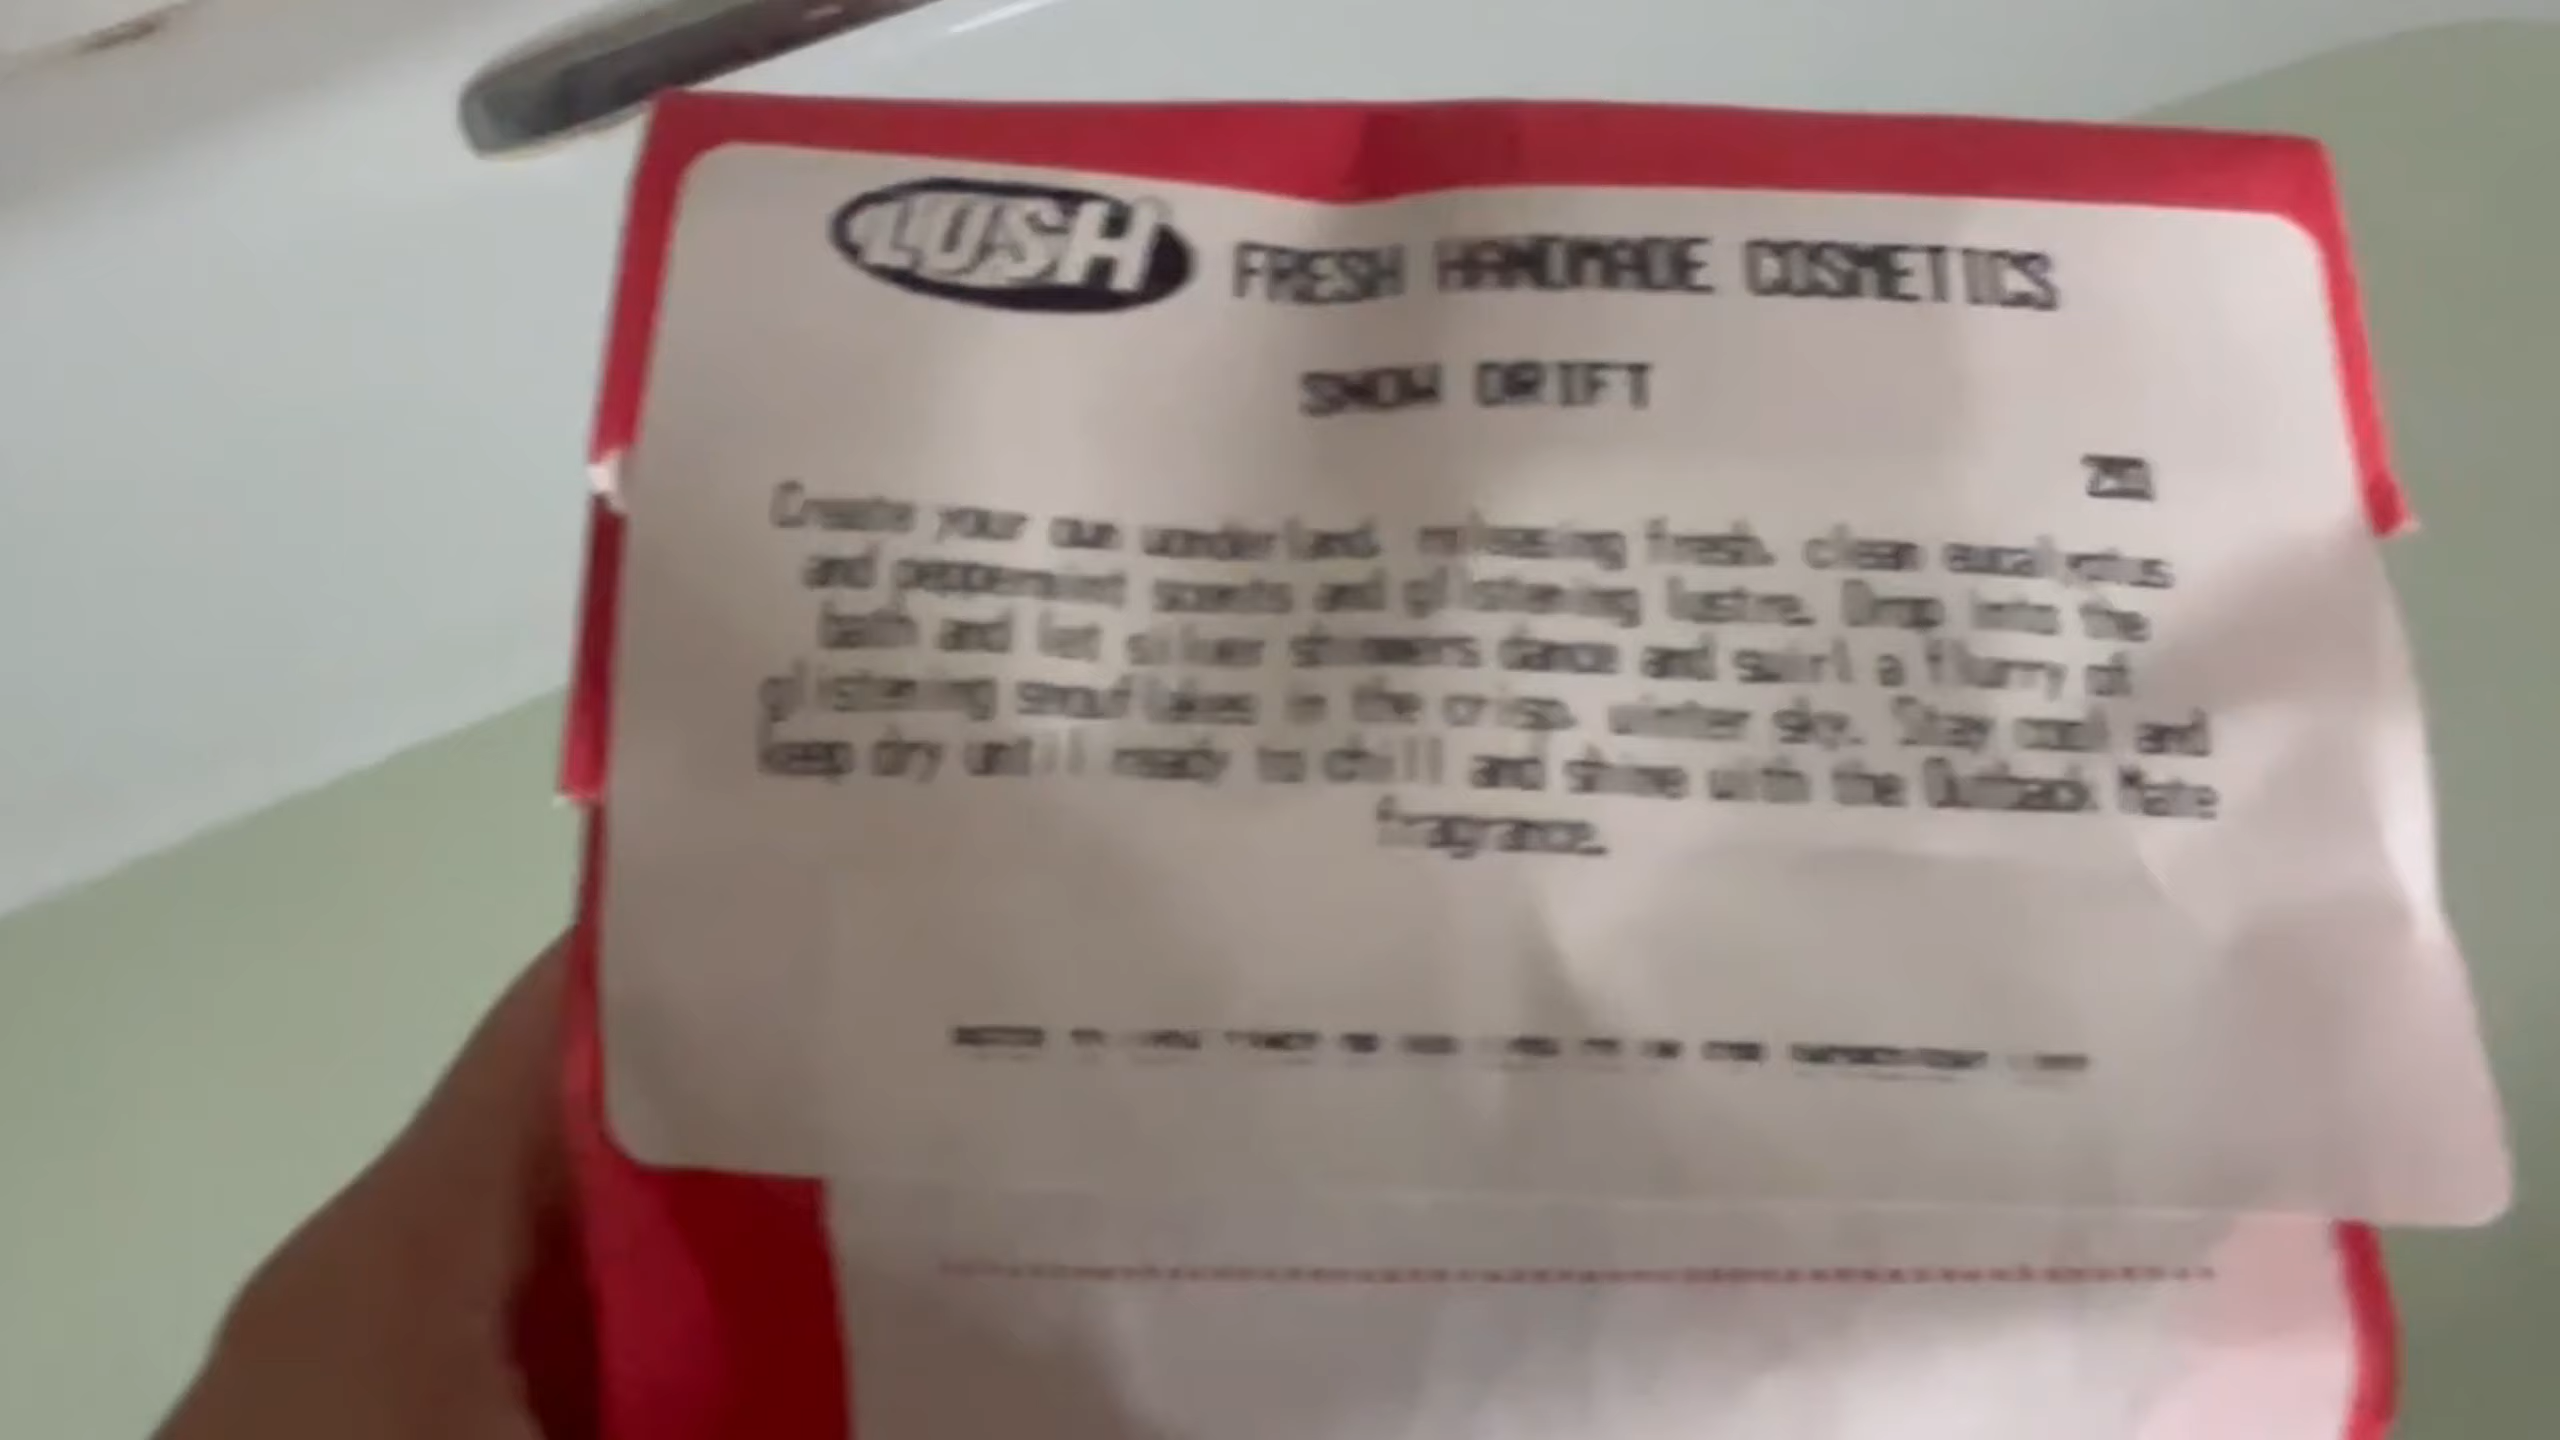 LUSH FRESH HANDMADE COSMETICS
SNOW DRIFT
Create your own wonderland, releasing fresh, clean eucalyptus
and peppermint scents and glistening lustre. Drop into the
bath and let silver shimmers dance and swirl a flurry of
glistening snowflakes in the crisp, winter sky. Stay cool and
keep dry until ready to chill and shine with the Outback Mate
fragrance.